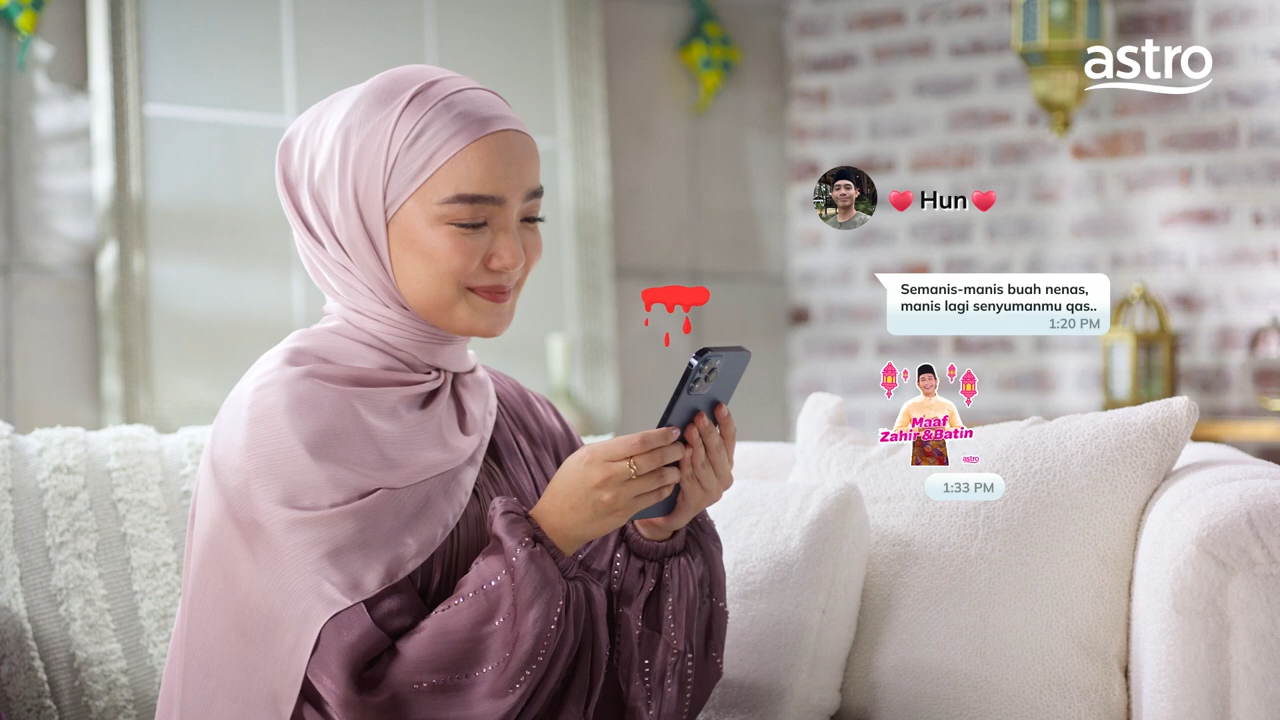 astro
Hun
Semanis-manis buah nenas,
manis lagi senyumanmu qas..
1:20 PM
Maaf
Zahir & Batin
astro
1:33 PM